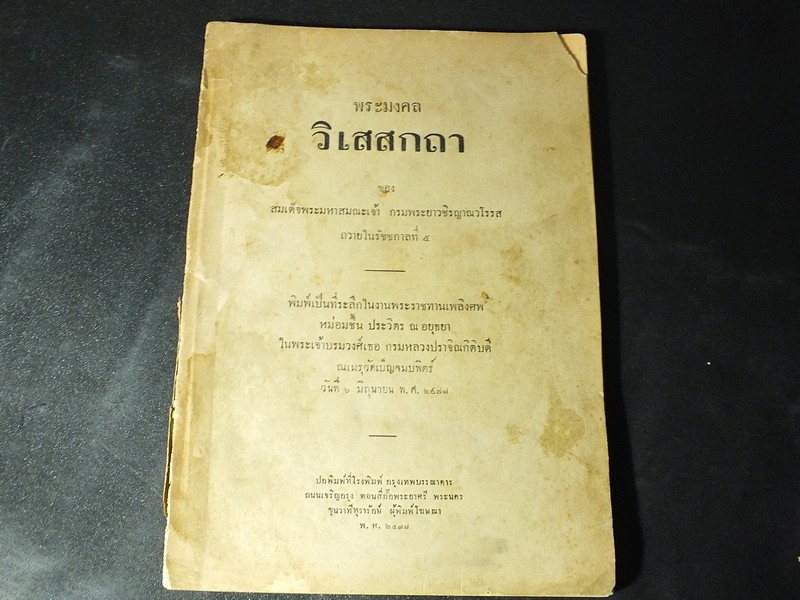 พระมงคล
วิเสสกถา
ของ
สมเด็จพระมหาสมณะเจ้า กรมพระยาวชิรญาณวโรรส
ถวายในรัชชกาลที่ ๕
พิมพ์เป็นที่ระลึกในงานพระราชทานเพลิงศพ
หม่อมชั้น ประวิตร ณ อยุธยา
ในพระเจ้าบรมวงศ์เธอ กรมหลวงปราจิณกิติบดี
ณเมรุวัดเบ็ญจมบพิตร์
วันที่ ๖ มิถุนายน พ.ศ. ๒๔๗๗
ปกพิมพ์ที่โรงพิมพ์ กรุงเทพบรรณาคาร
ถนนเจริญกรุง ตอนสี่กั๊กพระยาศรี พระนคร
ขุนวาทีทุรารักษ์ ผู้พิมพ์โฆษณา
พ. ศ. ๒๔๗๗